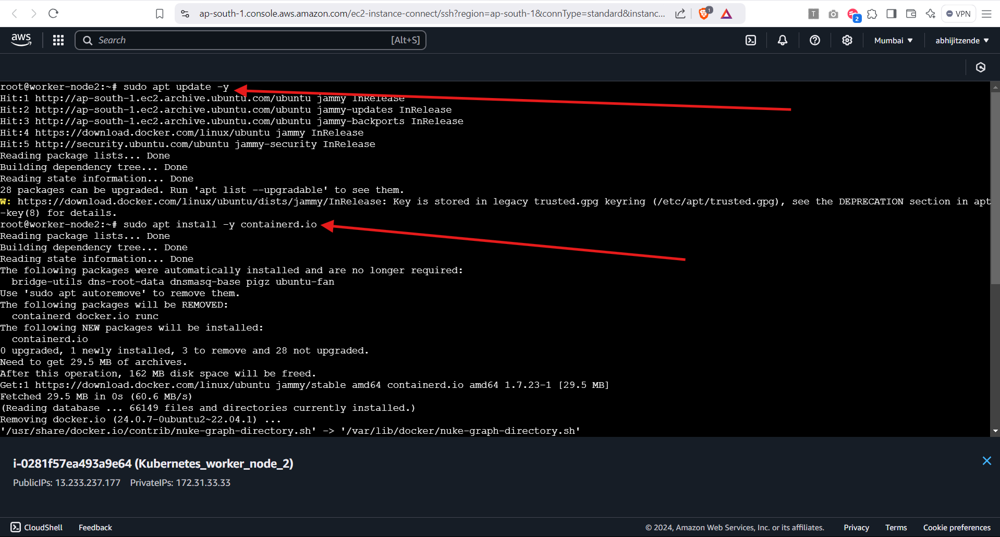 ap-south-1.console.aws.amazon.com/ec2-instance-connect/ssh?region=ap-south-1&connType=standard&instanc...
1
T
2
VPN
aws
Search
[Alt+S]
Mumbai
abhijitzende
root@worker-node2:~# sudo apt update -y
Hit:1 http://ap-south-1.ec2.archive.ubuntu.com/ubuntu jammy InRelease
Hit:2 http://ap-south-1.ec2.archive.ubuntu.com/ubuntu jammy-updates InRelease
Hit:3 http://ap-south-1.ec2.archive.ubuntu.com/ubuntu jammy-backports InRelease
Hit:4 https://download.docker.com/linux/ubuntu jammy InRelease
Hit:5 http://security.ubuntu.com/ubuntu jammy-security InRelease
Reading package lists... Done
Building dependency tree... Done
Reading state information... Done
28 packages can be upgraded. Run 'apt list --upgradable' to see them.
W: https://download.docker.com/linux/ubuntu/dists/jammy/InRelease: Key is stored in legacy trusted.gpg keyring (/etc/apt/trusted.gpg), see the DEPRECATION section in apt
-key(8) for details.
root@worker-node2:~# sudo apt install -y containerd.io
Reading package lists... Done
Building dependency tree... Done
Reading state information... Done
The following packages were automatically installed and are no longer required:
  bridge-utils dns-root-data dnsmasq-base pigz ubuntu-fan
Use 'sudo apt autoremove' to remove them.
The following packages will be REMOVED:
  containerd docker.io runc
The following NEW packages will be installed:
  containerd.io
0 upgraded, 1 newly installed, 3 to remove and 28 not upgraded.
Need to get 29.5 MB of archives.
After this operation, 162 MB disk space will be freed.
Get:1 https://download.docker.com/linux/ubuntu jammy/stable amd64 containerd.io amd64 1.7.23-1 [29.5 MB]
Fetched 29.5 MB in 0s (60.6 MB/s)
(Reading database ... 66149 files and directories currently installed.)
Removing docker.io (24.0.7-0ubuntu2~22.04.1) ...
'/usr/share/docker.io/contrib/nuke-graph-directory.sh' -> '/var/lib/docker/nuke-graph-directory.sh'
i-0281f57ea493a9e64 (Kubernetes_worker_node_2)
PublicIPs: 13.233.237.177 PrivateIPs: 172.31.33.33
CloudShell Feedback © 2024, Amazon Web Services, Inc. or its affiliates. Privacy Terms Cookie preferences